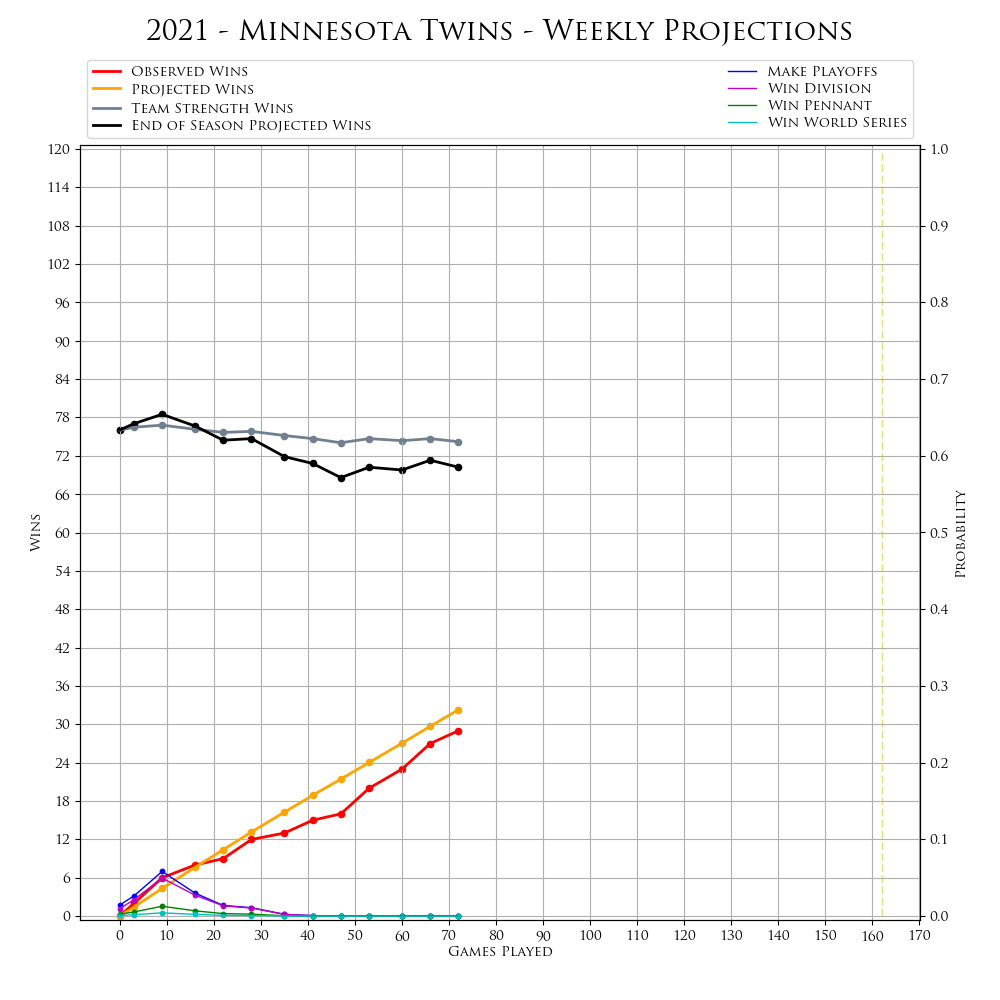 2021 - Minnesota Twins - Weekly Projections
Observed Wins
Projected Wins
Team Strength Wins
End of Season Projected Wins
Make Playoffs
Win Division
Win Pennant
Win World Series
120
114
108
102
96
90
84
78
72
66
60
54
48
42
36
30
24
18
12
6
0
Wins
1.0
0.9
0.8
0.7
0.6
0.5
0.4
0.3
0.2
0.1
0.0
Probability
0 10 20 30 40 50 60 70 80 90 100 110 120 130 140 150 160 170
Games Played